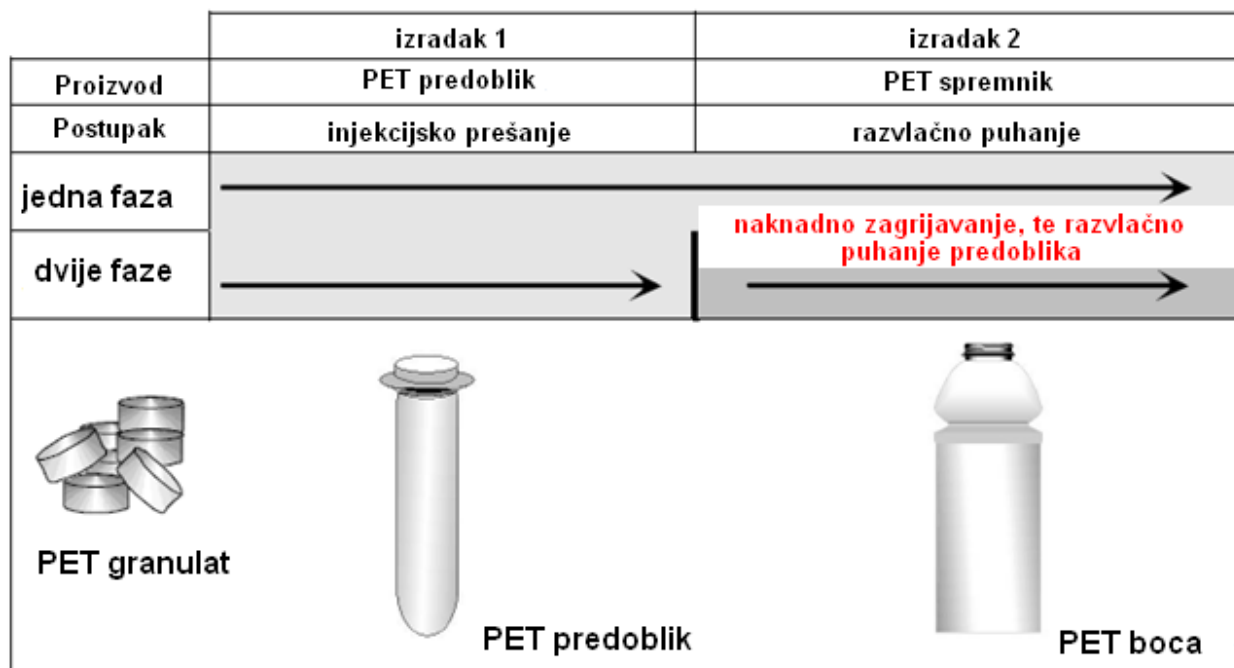 izradak 1
izradak 2
Proizvod
PET predoblik
PET spremnik
Postupak
injekcijsko prešanje
razvlačno puhanje
jedna faza
naknadno zagrijavanje, te razvlačno
puhanje predoblika
dvije faze
PET granulat
PET predoblik
PET boca